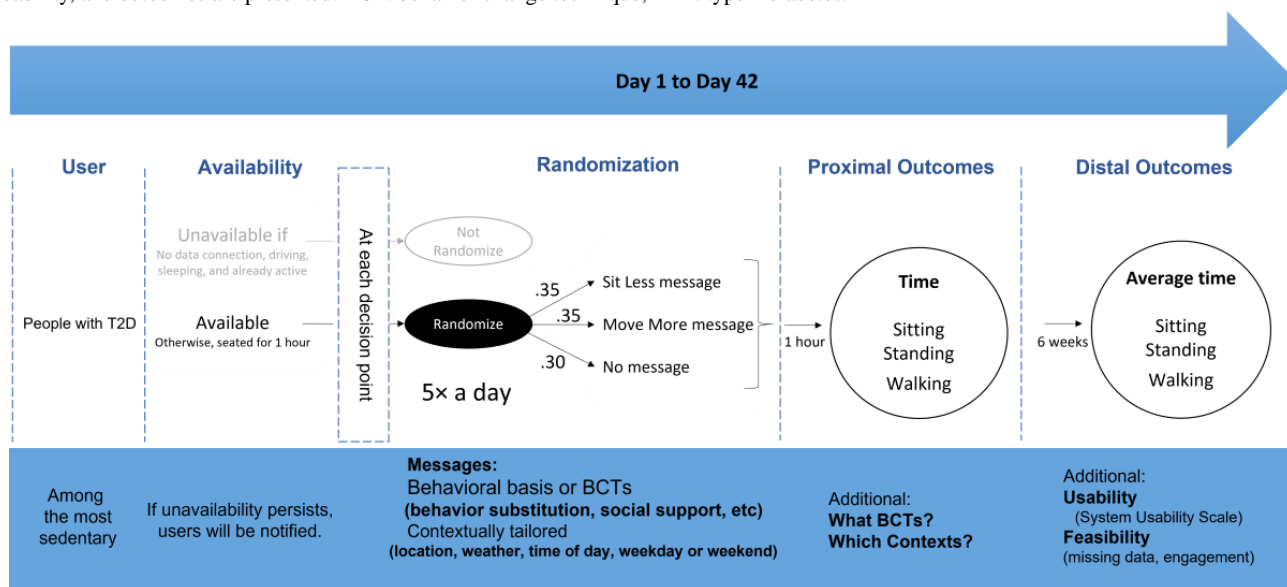 and outcomes are presented.
Day 1 to Day 42
User
Availability
Randomization
Proximal Outcomes
Distal Outcomes
People with T2D
Unavailable if
No data connection, driving,
sleeping, and already active
Available
Otherwise, seated for 1 hour
At each decision point
Not
Randomize
Randomize
5× a day
.35
.35
.30
Sit Less message
Move More message
No message
1 hour
Time
Sitting
Standing
Walking
6 weeks
Average time
Sitting
Standing
Walking
Among
the most
sedentary
If unavailability persists,
users will be notified.
Messages:
Behavioral basis or BCTs
(behavior substitution, social support, etc)
Contextually tailored
(location, weather, time of day, weekday or weekend)
Additional:
What BCTs?
Which Contexts?
Additional:
Usability
(System Usability Scale)
Feasibility
(missing data, engagement)